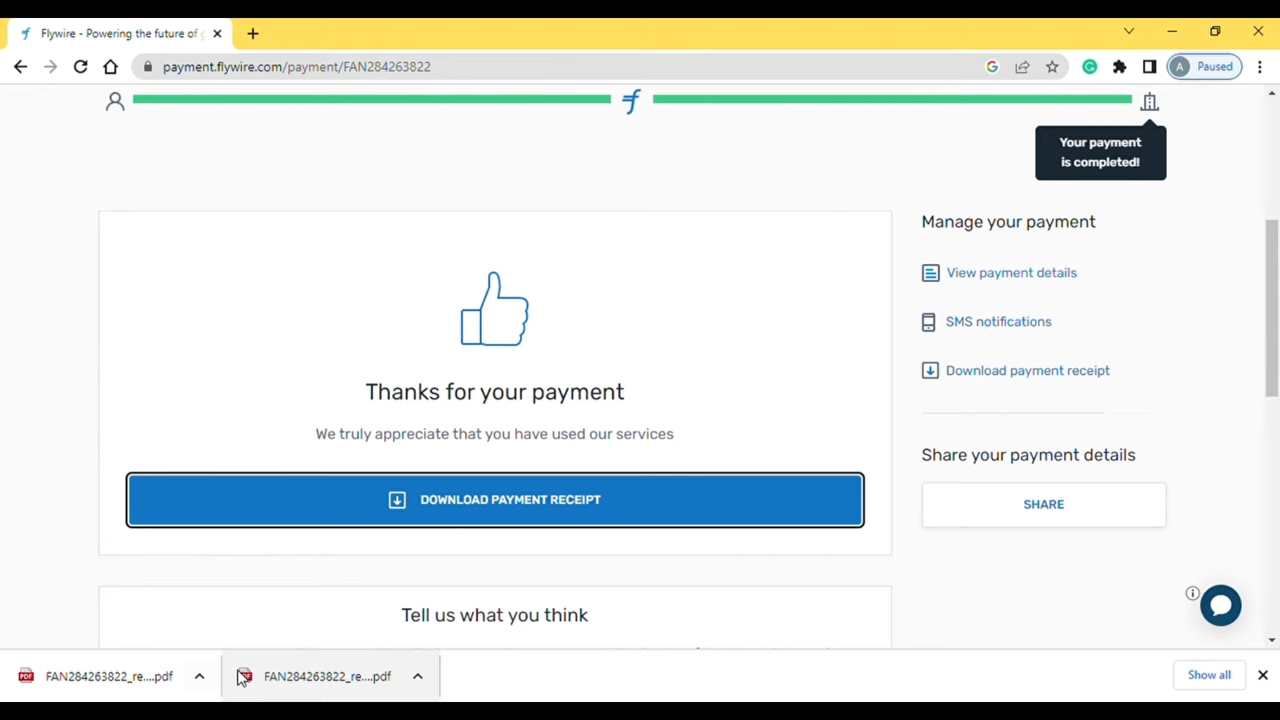 Flywire - Powering the future of g
payment.flywire.com/payment/FAN284263822
A Paused
Your payment
is completed!
Manage your payment
View payment details
SMS notifications
Download payment receipt
Thanks for your payment
We truly appreciate that you have used our services
DOWNLOAD PAYMENT RECEIPT
Share your payment details
SHARE
Tell us what you think
FAN284263822_re....pdf
FAN284263822_re....pdf
Show all